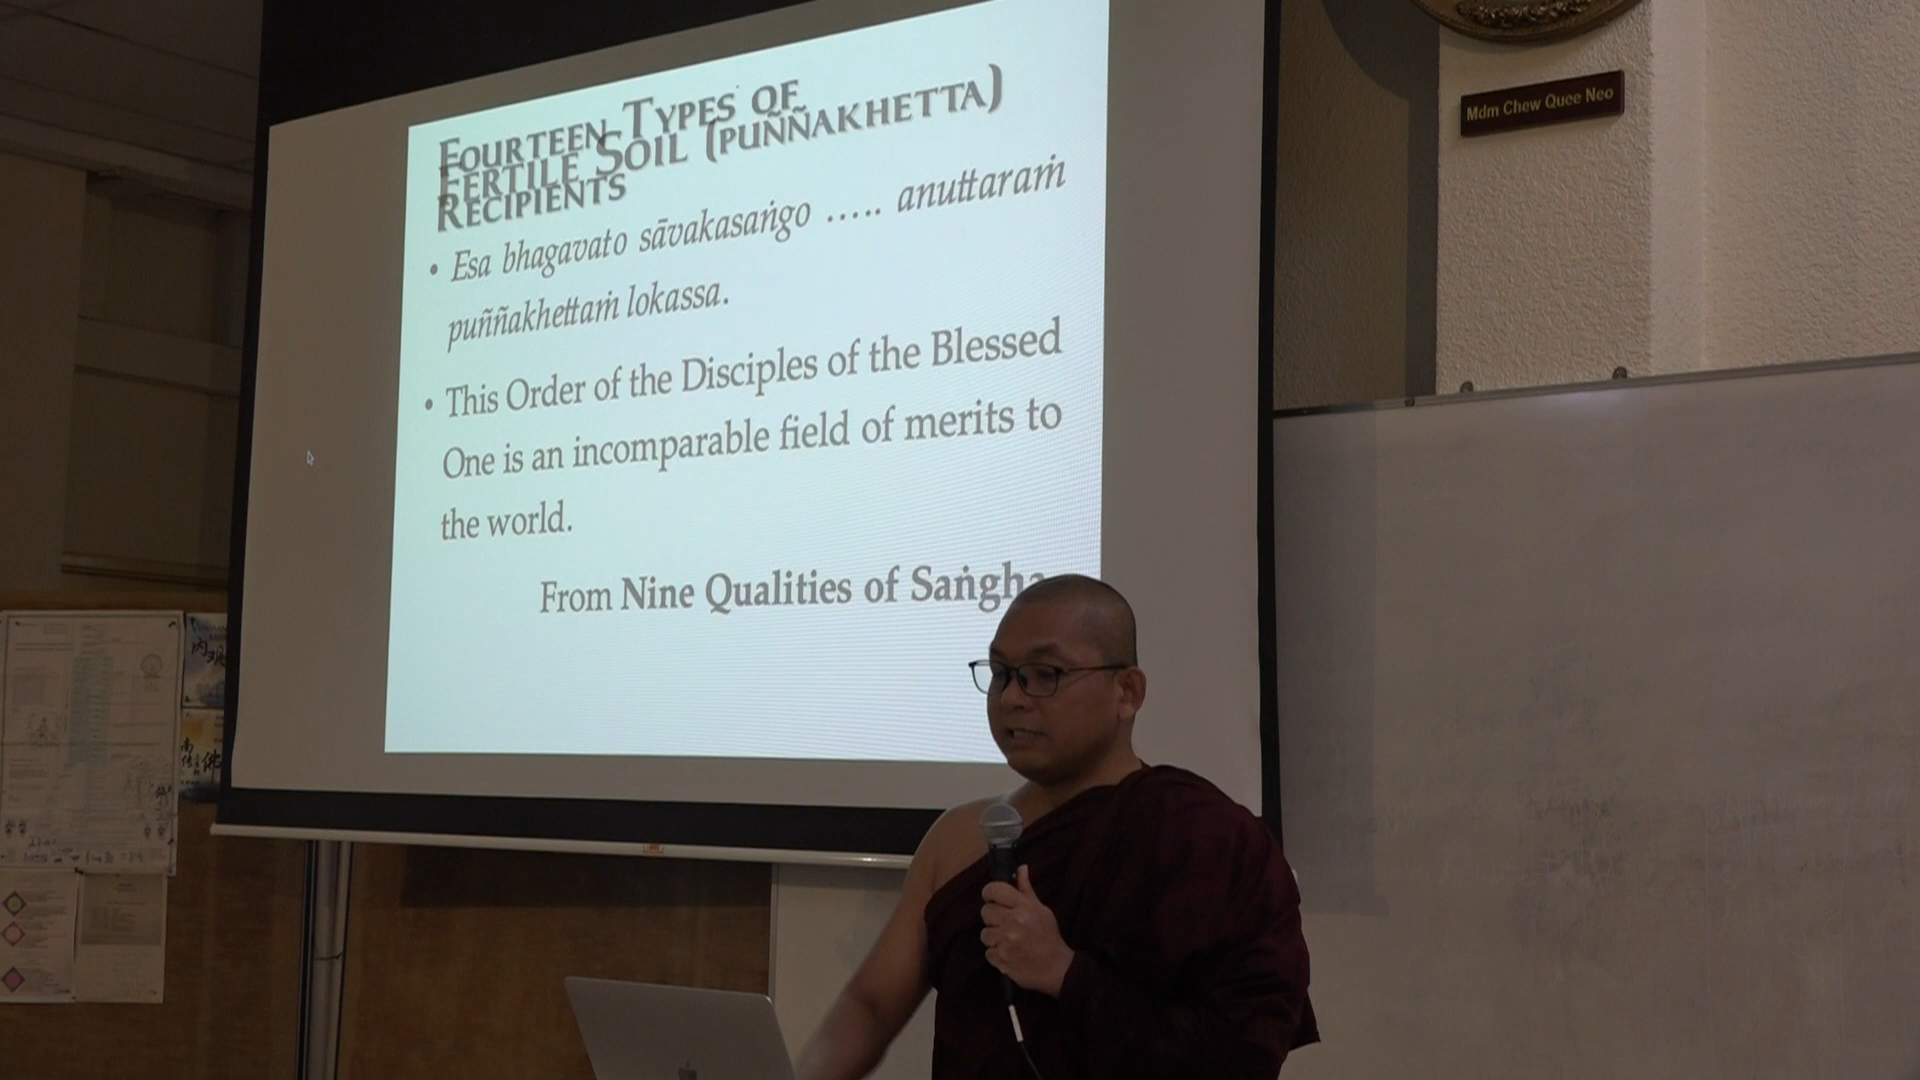 FOURTEEN TYPES OF
FERTILE SOIL (PUÑÑAKHETTA)
RECIPIENTS
• Esa bhagavato sāvakasaṅgo ..... anuttaraṁ
puññakhettaṁ lokassa.
• This Order of the Disciples of the Blessed
One is an incomparable field of merits to
the world.
From Nine Qualities of Saṅgha
Mdm Chew Quee Neo